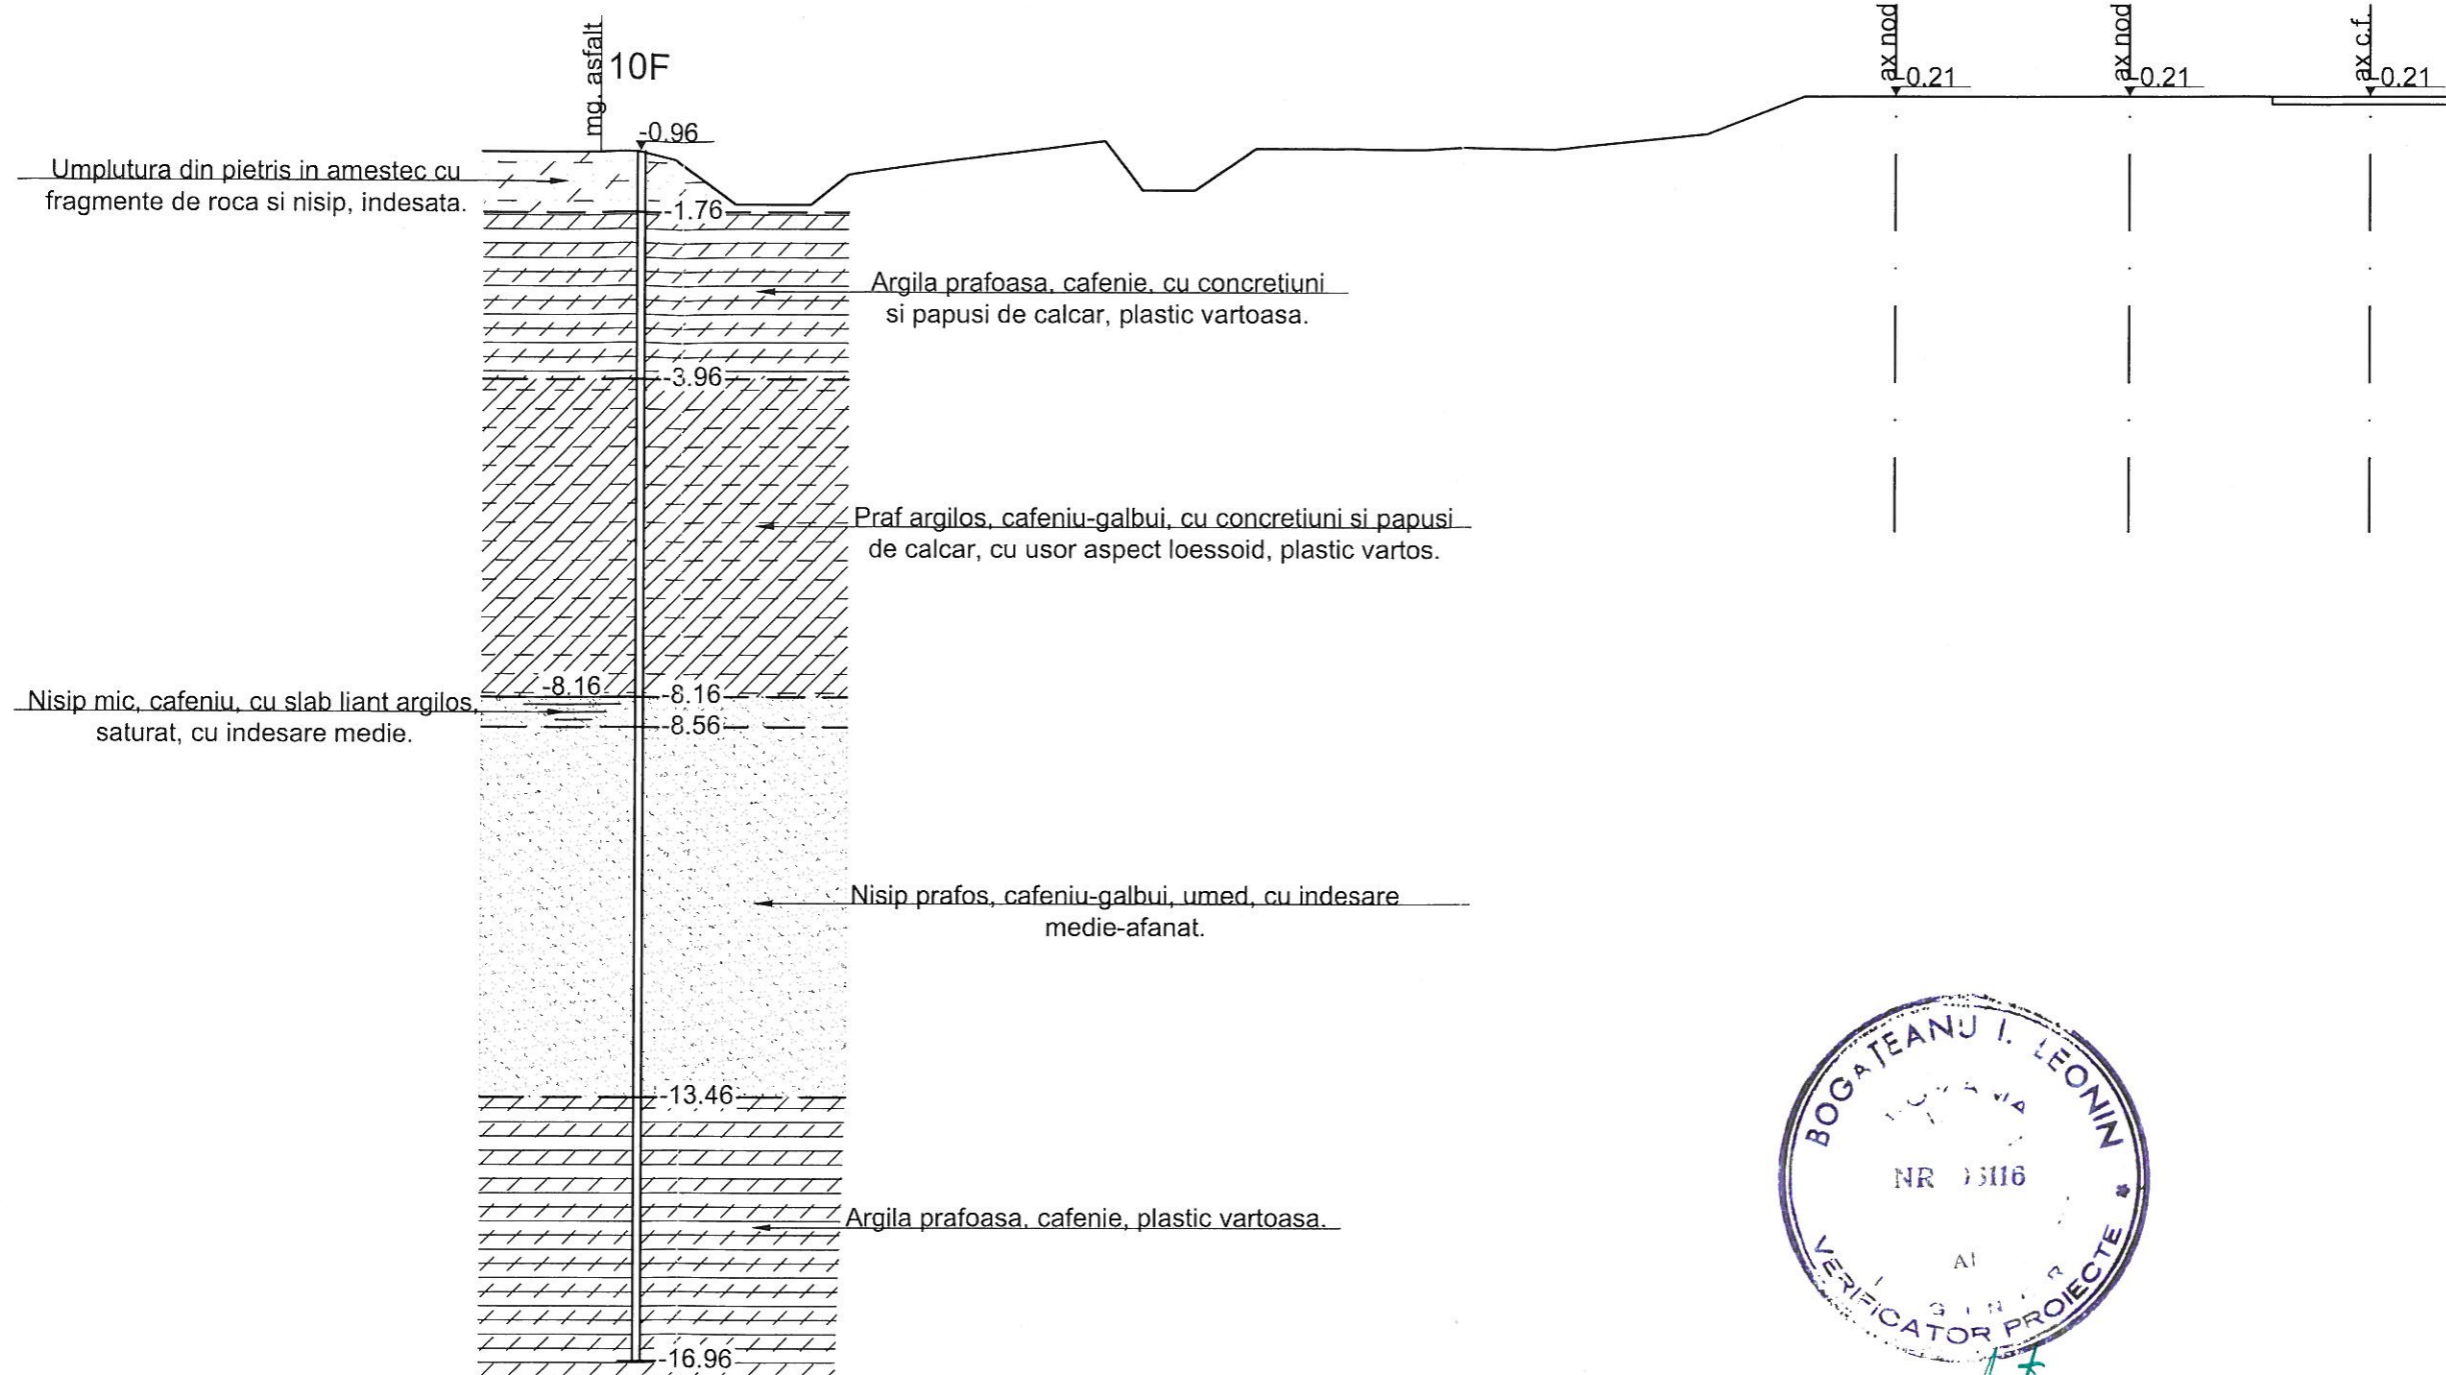 mg. asfalt
10F
ax nod
ax nod
ax c.f.
-0.21
-0.21
-0.21
-0.96
Umplutura din pietris in amestec cu
fragmente de roca si nisip, indesata.
-1.76
Argila prafoasa, cafenie, cu concretiuni
si papusi de calcar, plastic vartoasa.
-3.96
Praf argilos, cafeniu-galbui, cu concretiuni si papusi
de calcar, cu usor aspect loessoid, plastic vartos.
-8.16
-8.16
Nisip mic, cafeniu, cu slab liant argilos,
saturat, cu indesare medie.
-8.56
Nisip prafos, cafeniu-galbui, umed, cu indesare
medie-afanat.
-13.46
Argila prafoasa, cafenie, plastic vartoasa.
-16.96
BOGAȚEANU I. LEONIN
NR
VERIFICATOR PROIECTE